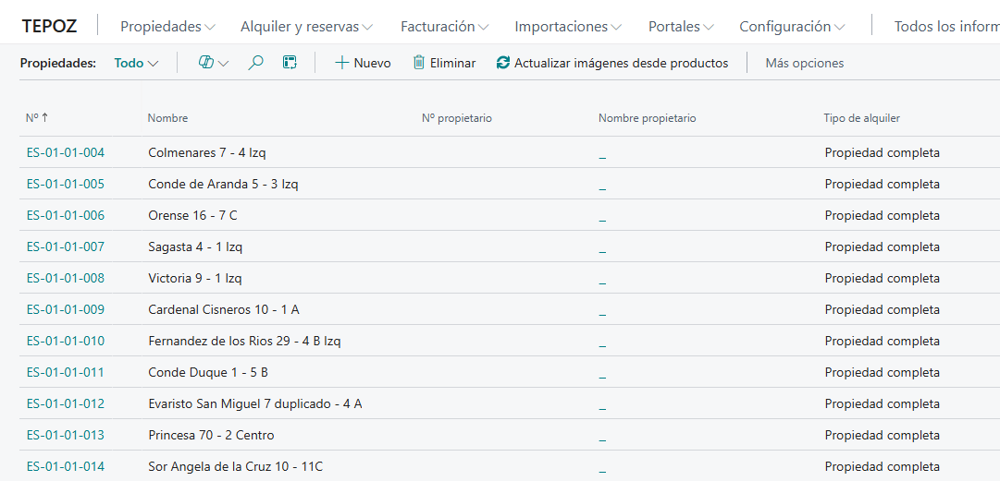 TEPOZ Propiedades Alquiler y reservas Facturación Importaciones Portales Configuración Todos los inform
Propiedades: Todo Nuevo Eliminar Actualizar imágenes desde productos Más opciones
Nº ↑ Nombre Nº propietario Nombre propietario Tipo de alquiler
ES-01-01-004 Colmenares 7 - 4 Izq _ Propiedad completa
ES-01-01-005 Conde de Aranda 5 - 3 Izq _ Propiedad completa
ES-01-01-006 Orense 16 - 7 C _ Propiedad completa
ES-01-01-007 Sagasta 4 - 1 Izq _ Propiedad completa
ES-01-01-008 Victoria 9 - 1 Izq _ Propiedad completa
ES-01-01-009 Cardenal Cisneros 10 - 1 A _ Propiedad completa
ES-01-01-010 Fernandez de los Rios 29 - 4 B Izq _ Propiedad completa
ES-01-01-011 Conde Duque 1 - 5 B _ Propiedad completa
ES-01-01-012 Evaristo San Miguel 7 duplicado - 4 A _ Propiedad completa
ES-01-01-013 Princesa 70 - 2 Centro _ Propiedad completa
ES-01-01-014 Sor Angela de la Cruz 10 - 11C _ Propiedad completa